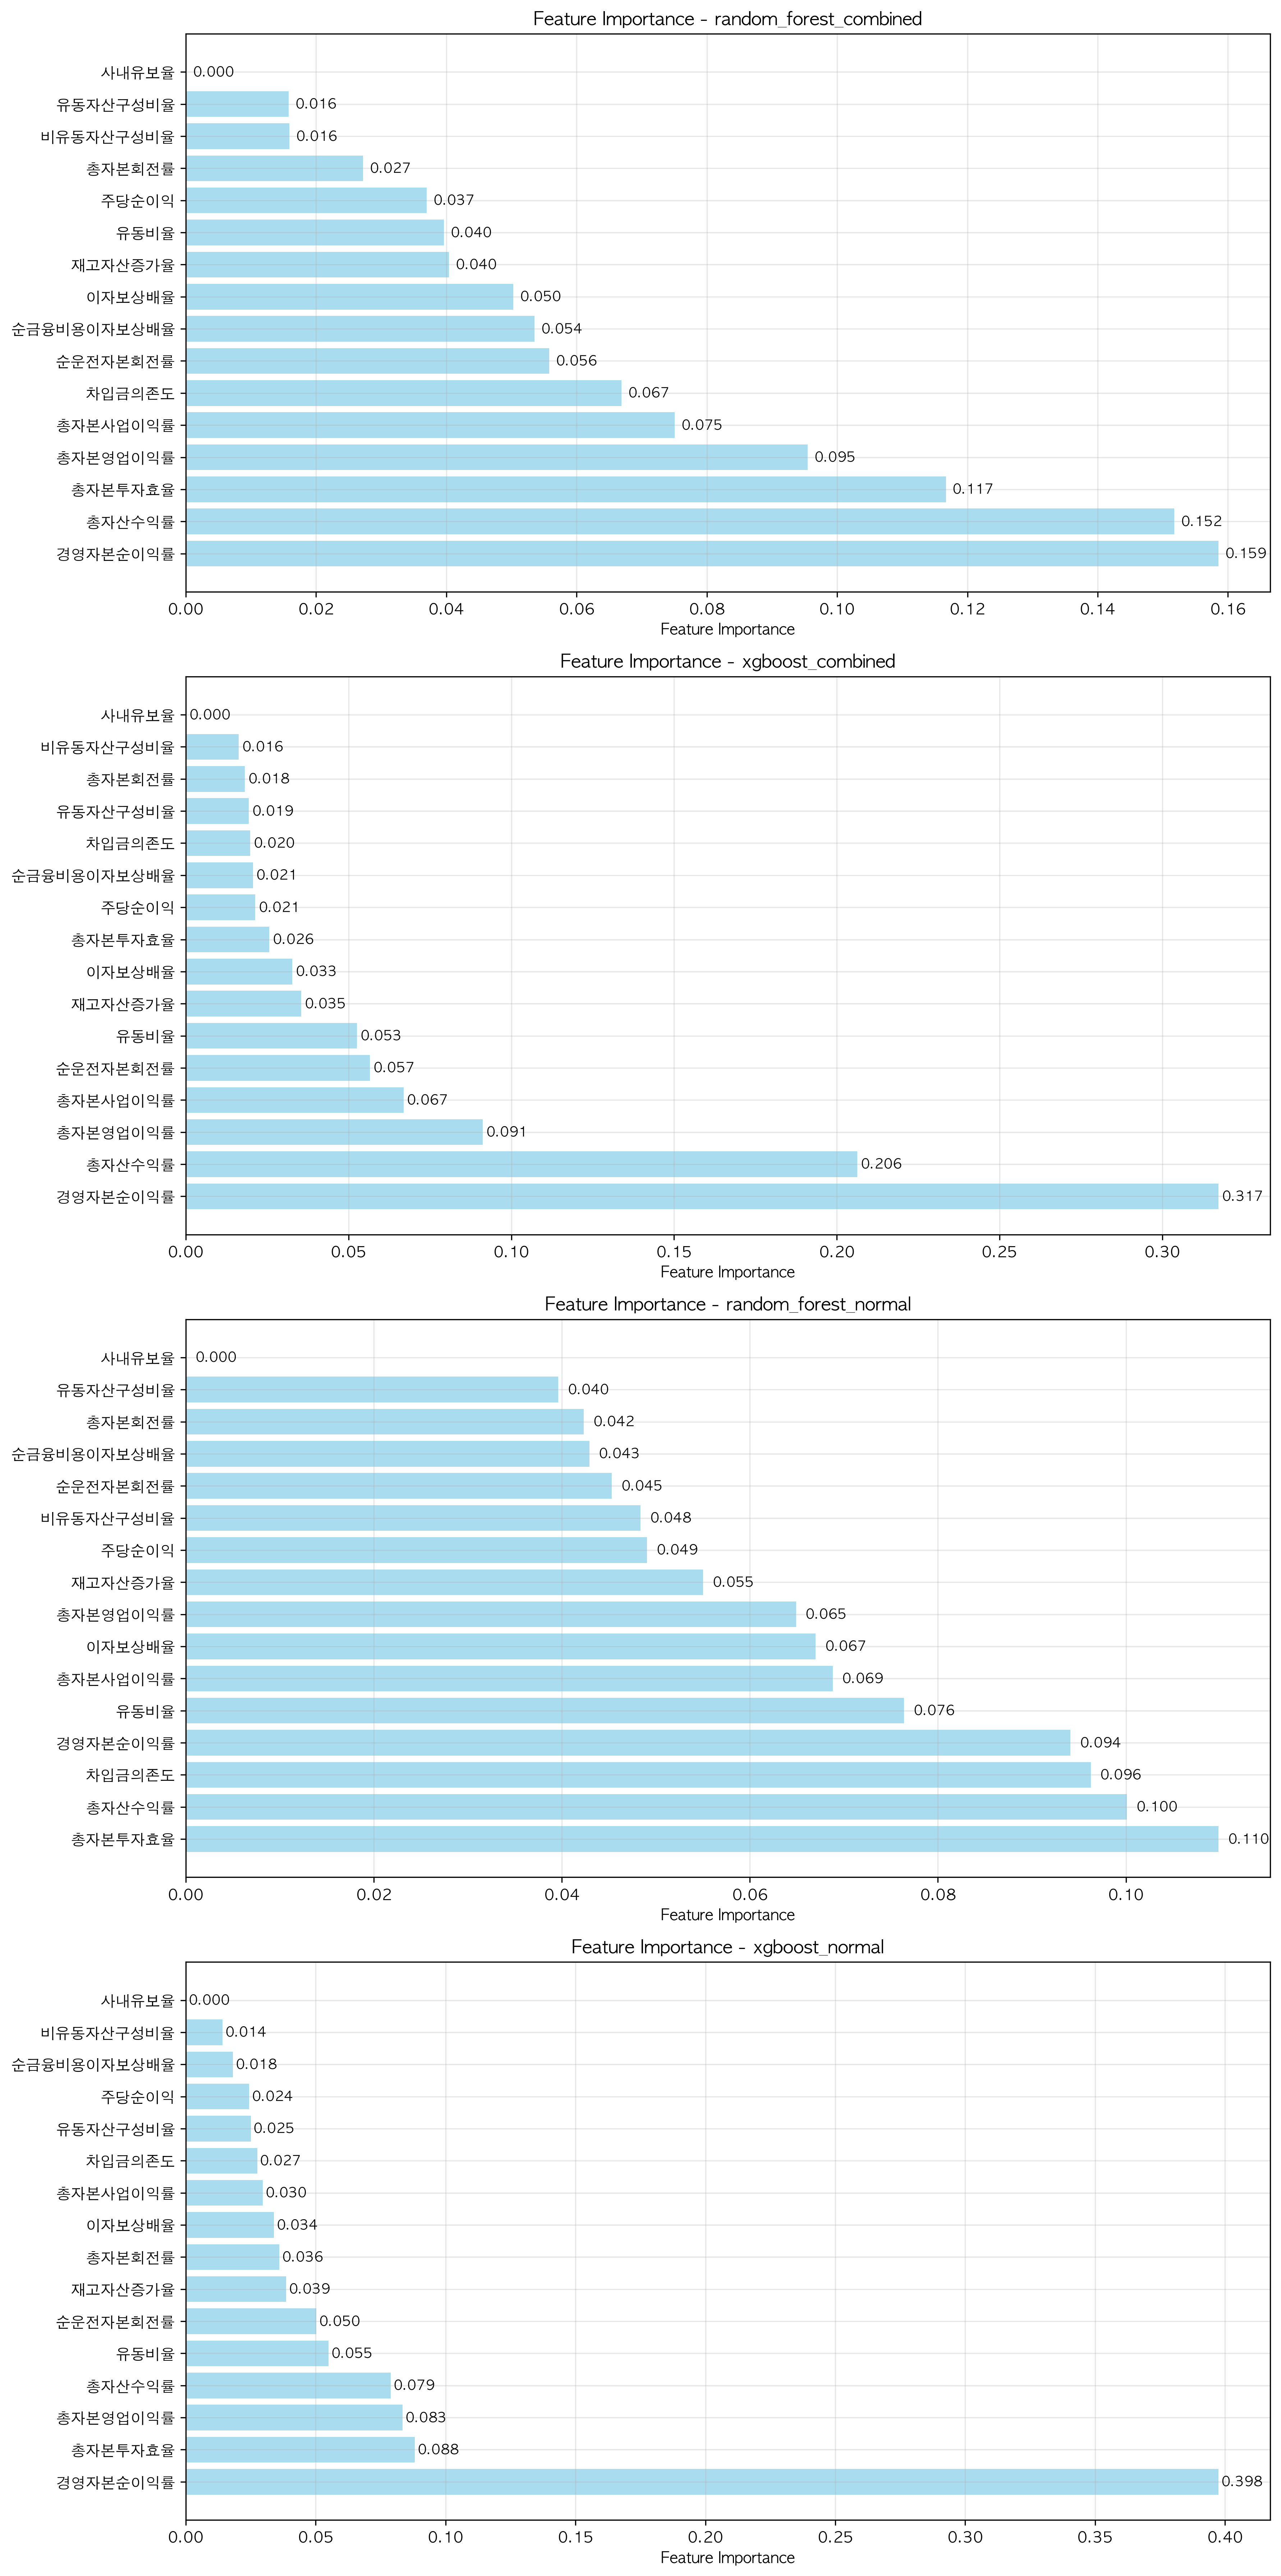 Feature Importance - random_forest_combined
사내유보율 0.000
유동자산구성비율 0.016
비유동자산구성비율 0.016
총자본회전률 0.027
주당순이익 0.037
유동비율 0.040
재고자산증가율 0.040
이자보상배율 0.050
순금융비용이자보상배율 0.054
순운전자본회전률 0.056
차입금의존도 0.067
총자본사업이익률 0.075
총자본영업이익률 0.095
총자본투자효율 0.117
총자산수익률 0.152
경영자본순이익률 0.159
0.00 0.02 0.04 0.06 0.08 0.10 0.12 0.14 0.16
Feature Importance
Feature Importance - xgboost_combined
사내유보율 0.000
비유동자산구성비율 0.016
총자본회전률 0.018
유동자산구성비율 0.019
차입금의존도 0.020
순금융비용이자보상배율 0.021
주당순이익 0.021
총자본투자효율 0.026
이자보상배율 0.033
재고자산증가율 0.035
유동비율 0.053
순운전자본회전률 0.057
총자본사업이익률 0.067
총자본영업이익률 0.091
총자산수익률 0.206
경영자본순이익률 0.317
0.00 0.05 0.10 0.15 0.20 0.25 0.30
Feature Importance
Feature Importance - random_forest_normal
사내유보율 0.000
유동자산구성비율 0.040
총자본회전률 0.042
순금융비용이자보상배율 0.043
순운전자본회전률 0.045
비유동자산구성비율 0.048
주당순이익 0.049
재고자산증가율 0.055
총자본영업이익률 0.065
이자보상배율 0.067
총자본사업이익률 0.069
유동비율 0.076
경영자본순이익률 0.094
차입금의존도 0.096
총자산수익률 0.100
총자본투자효율 0.110
0.00 0.02 0.04 0.06 0.08 0.10
Feature Importance
Feature Importance - xgboost_normal
사내유보율 0.000
비유동자산구성비율 0.014
순금융비용이자보상배율 0.018
주당순이익 0.024
유동자산구성비율 0.025
차입금의존도 0.027
총자본사업이익률 0.030
이자보상배율 0.034
총자본회전률 0.036
재고자산증가율 0.039
순운전자본회전률 0.050
유동비율 0.055
총자산수익률 0.079
총자본영업이익률 0.083
총자본투자효율 0.088
경영자본순이익률 0.398
0.00 0.05 0.10 0.15 0.20 0.25 0.30 0.35 0.40
Feature Importance